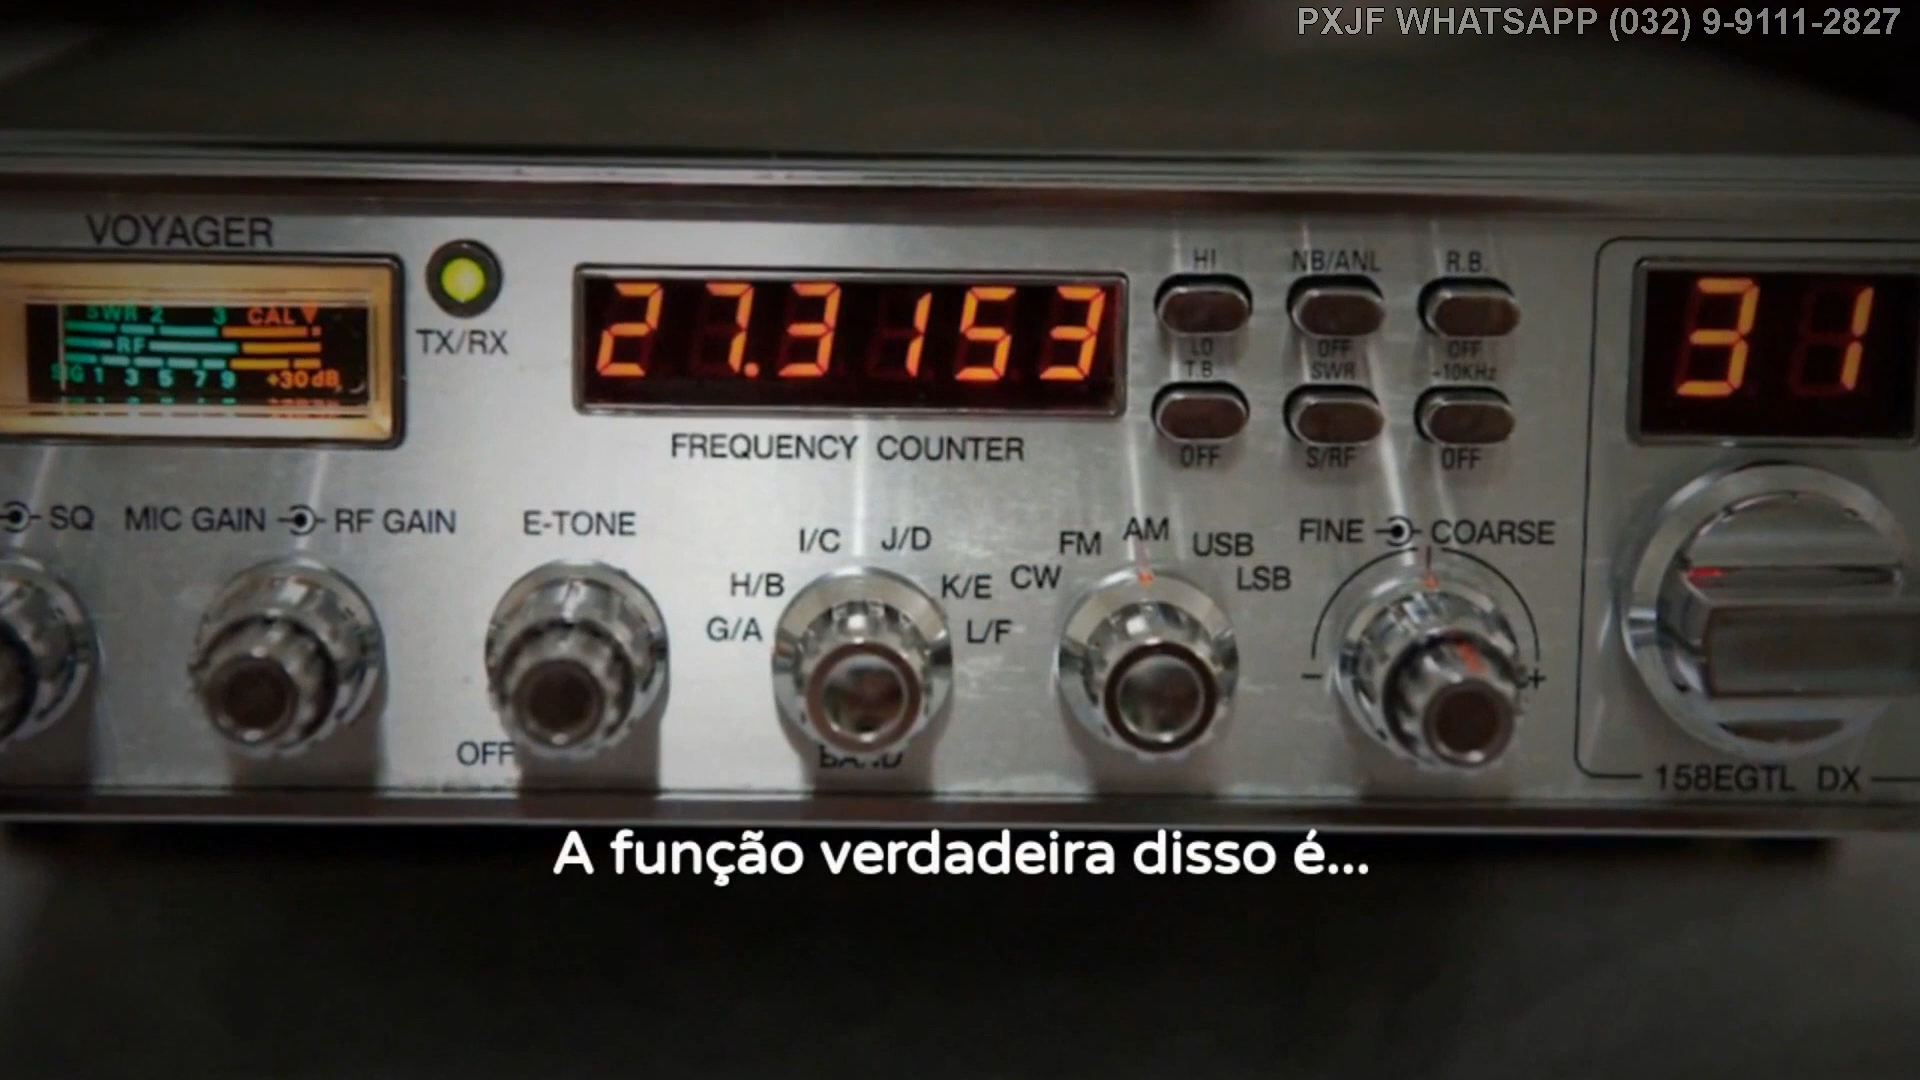 PXJF WHATSAPP (032) 9-9111-2827
VOYAGER
HI NB/ANL R.B.
SWR 2 3 CAL
RF
SIG 1 3 5 7 9 +30dB
TX/RX
27.3153
31
LO OFF OFF
T.B SWR -10KHz
FREQUENCY COUNTER
OFF S/RF OFF
SQ MIC GAIN RF GAIN E-TONE
I/C J/D
FM AM USB
FINE COARSE
H/B K/E
CW LSB
G/A L/F
- +
OFF
BAND
158EGTL DX
A função verdadeira disso é...